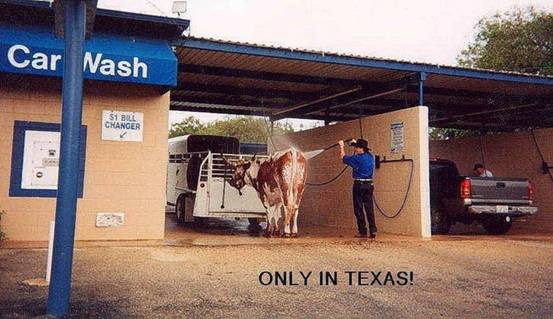 Car Wash
$1 BILL
CHANGER
ONLY IN TEXAS!